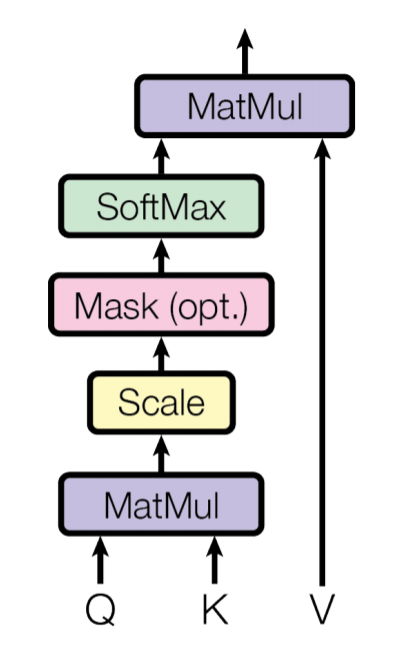 MatMul
SoftMax
Mask (opt.)
Scale
MatMul
Q K V